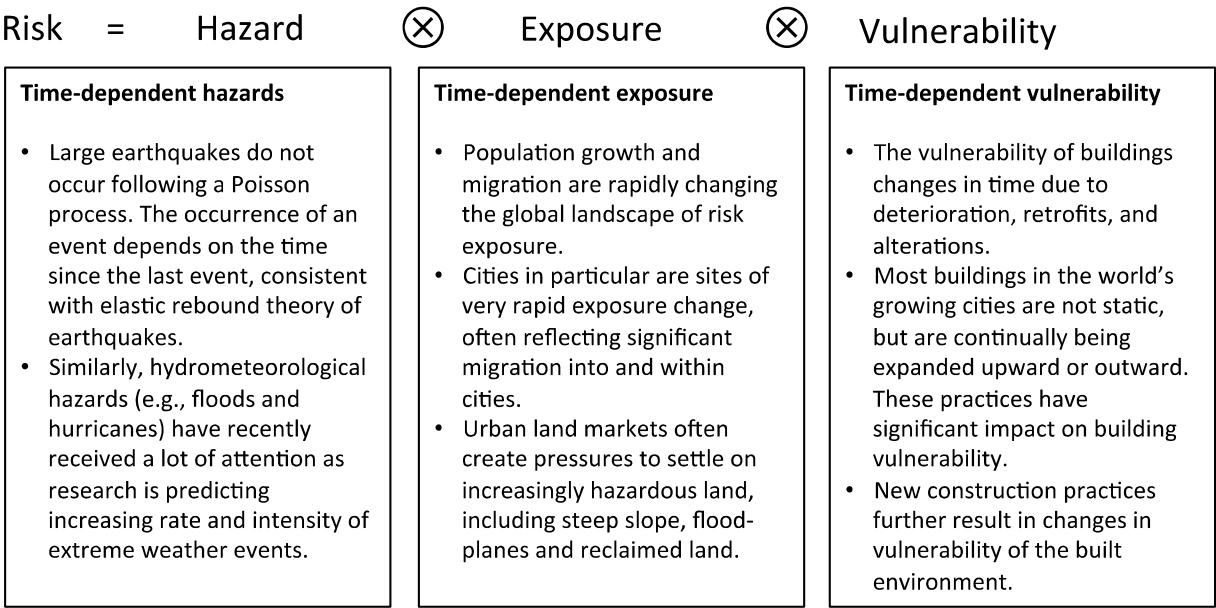 Risk = Hazard ⊗ Exposure ⊗ Vulnerability
Time-dependent hazards
• Large earthquakes do not
occur following a Poisson
process. The occurrence of an
event depends on the time
since the last event, consistent
with elastic rebound theory of
earthquakes.
• Similarly, hydrometeorological
hazards (e.g., floods and
hurricanes) have recently
received a lot of attention as
research is predicting
increasing rate and intensity of
extreme weather events.
Time-dependent exposure
• Population growth and
migration are rapidly changing
the global landscape of risk
exposure.
• Cities in particular are sites of
very rapid exposure change,
often reflecting significant
migration into and within
cities.
• Urban land markets often
create pressures to settle on
increasingly hazardous land,
including steep slope, flood-
planes and reclaimed land.
Time-dependent vulnerability
• The vulnerability of buildings
changes in time due to
deterioration, retrofits, and
alterations.
• Most buildings in the world's
growing cities are not static,
but are continually being
expanded upward or outward.
These practices have
significant impact on building
vulnerability.
• New construction practices
further result in changes in
vulnerability of the built
environment.